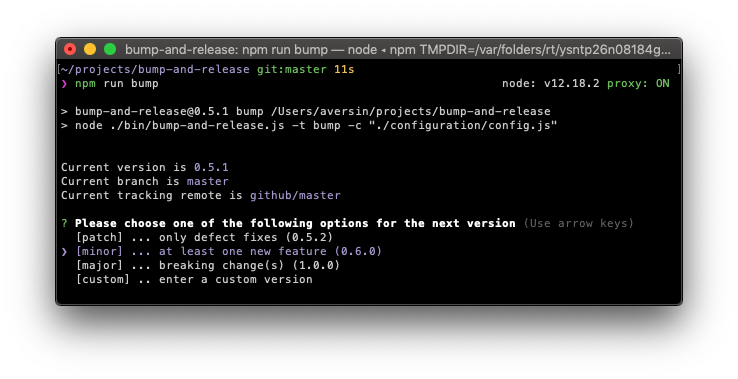 bump-and-release: npm run bump — node ◂ npm TMPDIR=/var/folders/rt/ysntp26n08184g...
[~/projects/bump-and-release git:master 11s ]
❯ npm run bump node: v12.18.2 proxy: ON
> bump-and-release@0.5.1 bump /Users/aversin/projects/bump-and-release
> node ./bin/bump-and-release.js -t bump -c "./configuration/config.js"
Current version is 0.5.1
Current branch is master
Current tracking remote is github/master
? Please choose one of the following options for the next version (Use arrow keys)
[patch] ... only defect fixes (0.5.2)
❯ [minor] ... at least one new feature (0.6.0)
[major] ... breaking change(s) (1.0.0)
[custom] .. enter a custom version